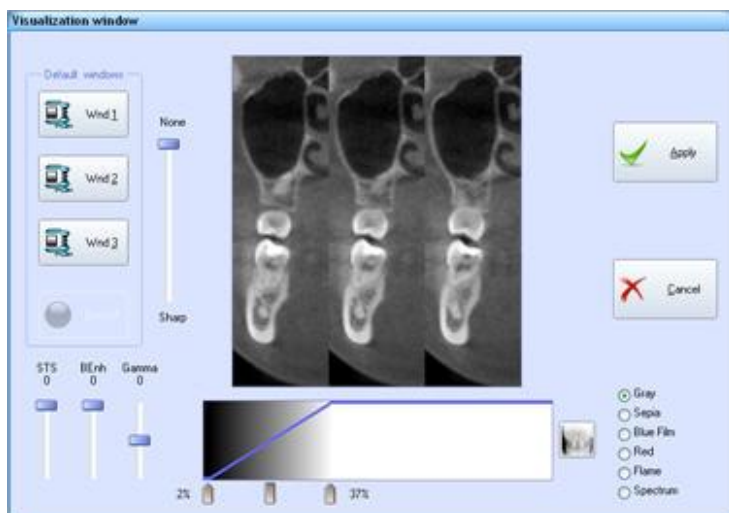 Visualization window
Default windows
Wnd 1
Wnd 2
Wnd 3
None
Sharp
Apply
Cancel
STS
0
BEnh
0
Gamma
0
2%
37%
Gray
Sepia
Blue Film
Red
Flame
Spectrum